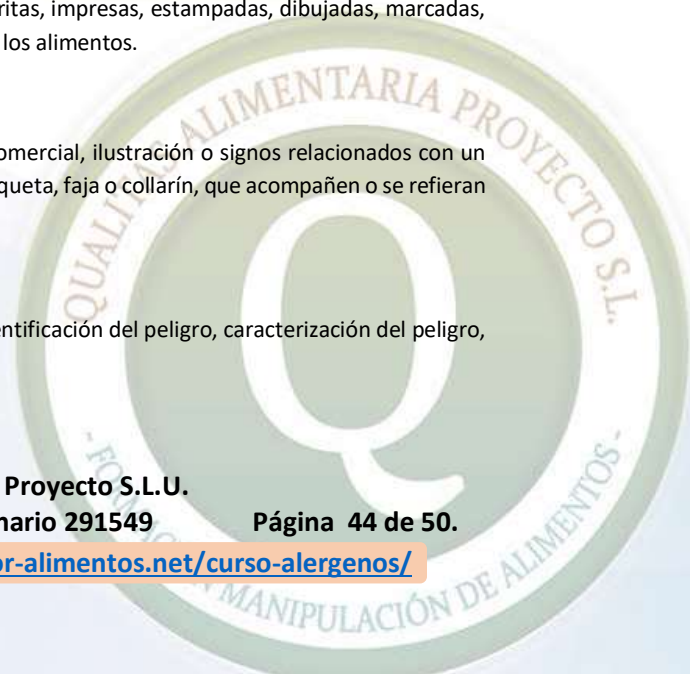 ritas, impresas, estampadas, dibujadas, marcadas,
los alimentos.
omercial, ilustración o signos relacionados con un
queta, faja o collarín, que acompañen o se refieran
entificación del peligro, caracterización del peligro,
Proyecto S.L.U.
nario 291549 Página 44 de 50.
or-alimentos.net/curso-alergenos/
QUALITAS ALIMENTARIA PROYECTO S.L.
Q
- FORMACIÓN MANIPULACIÓN DE ALIMENTOS -